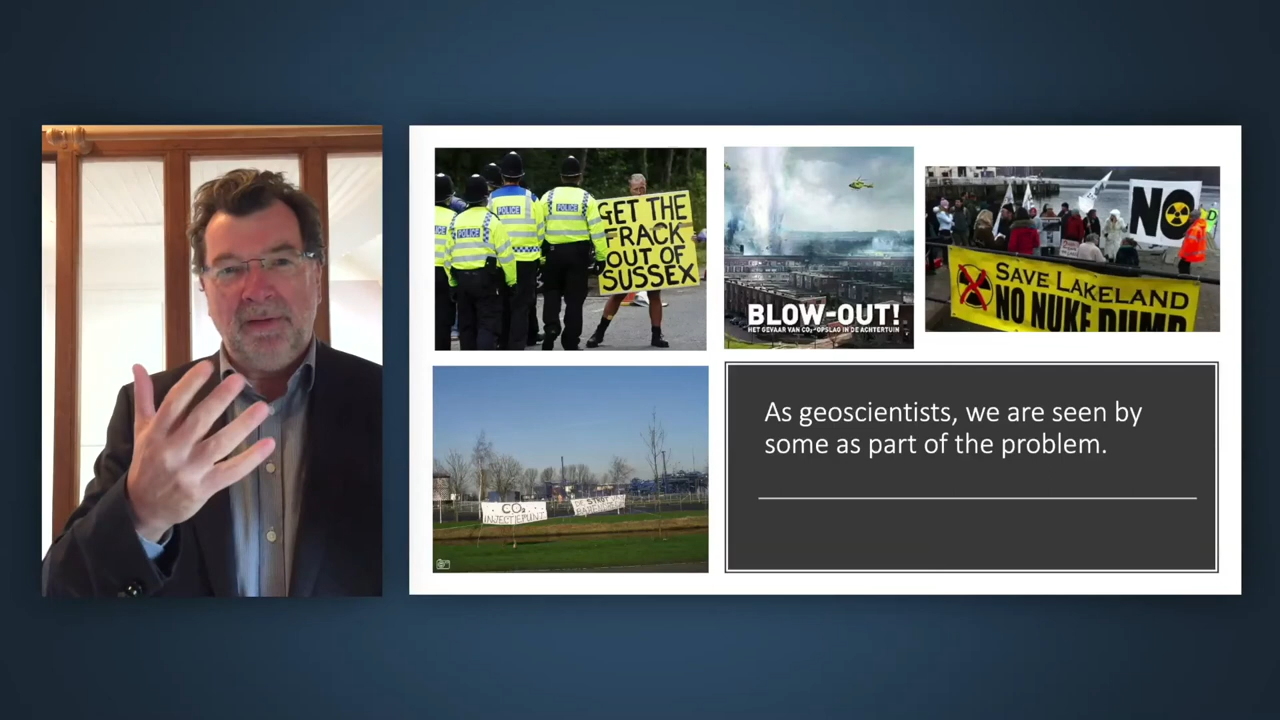 POLICE
POLICE
POLICE
GET THE
FRACK
OUT OF
SUSSEX
BLOW-OUT!
HET GEVAAR VAN CO₂-OPSLAG IN DE ACHTERTUIN
NO
SAVE LAKELAND
NO NUKE DUMP
CO₂
INJECTIEPUNT
As geoscientists, we are seen by
some as part of the problem.